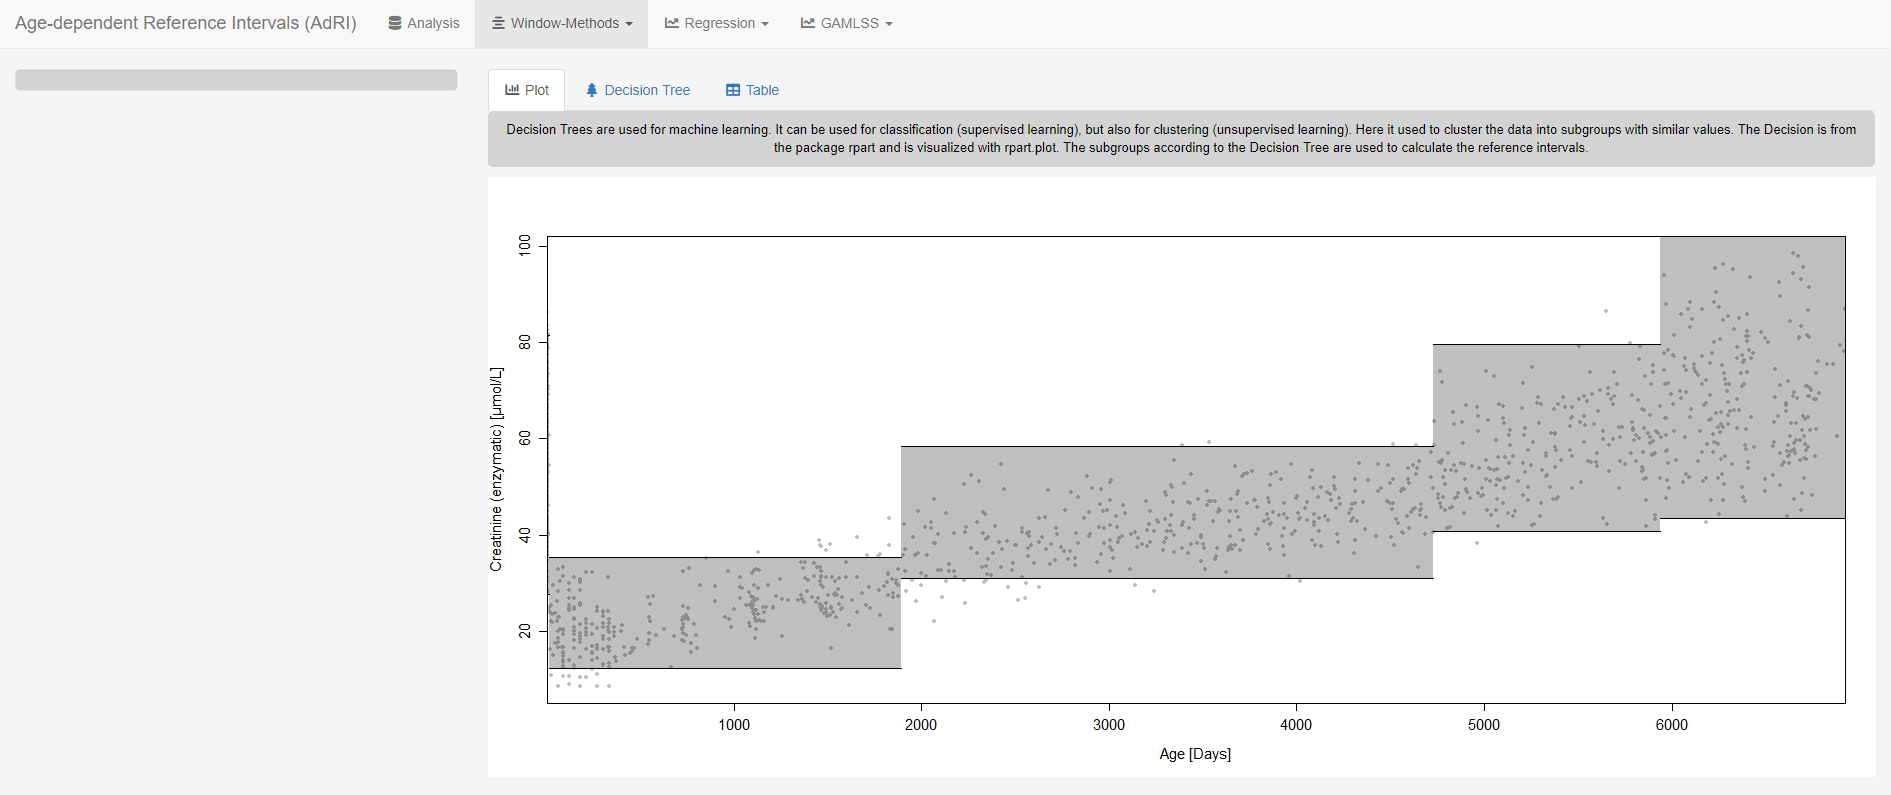 Age-dependent Reference Intervals (AdRI) Analysis Window-Methods Regression GAMLSS
Plot Decision Tree Table
Decision Trees are used for machine learning. It can be used for classification (supervised learning), but also for clustering (unsupervised learning). Here it used to cluster the data into subgroups with similar values. The Decision is from
the package rpart and is visualized with rpart.plot. The subgroups according to the Decision Tree are used to calculate the reference intervals.
100
80
60
40
20
Creatinine (enzymatic) [µmol/L]
1000 2000 3000 4000 5000 6000
Age [Days]